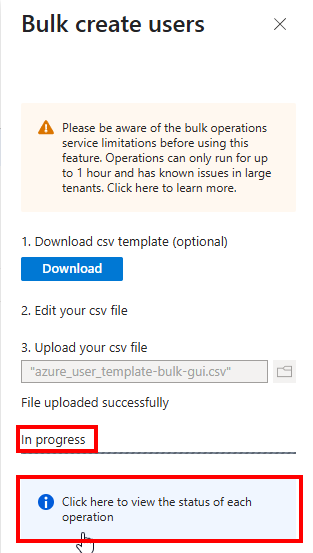 Bulk create users
Please be aware of the bulk operations
service limitations before using this
feature. Operations can only run for up
to 1 hour and has known issues in large
tenants. Click here to learn more.
1. Download csv template (optional)
Download
2. Edit your csv file
3. Upload your csv file
"azure_user_template-bulk-gui.csv"
File uploaded successfully
In progress
Click here to view the status of each
operation